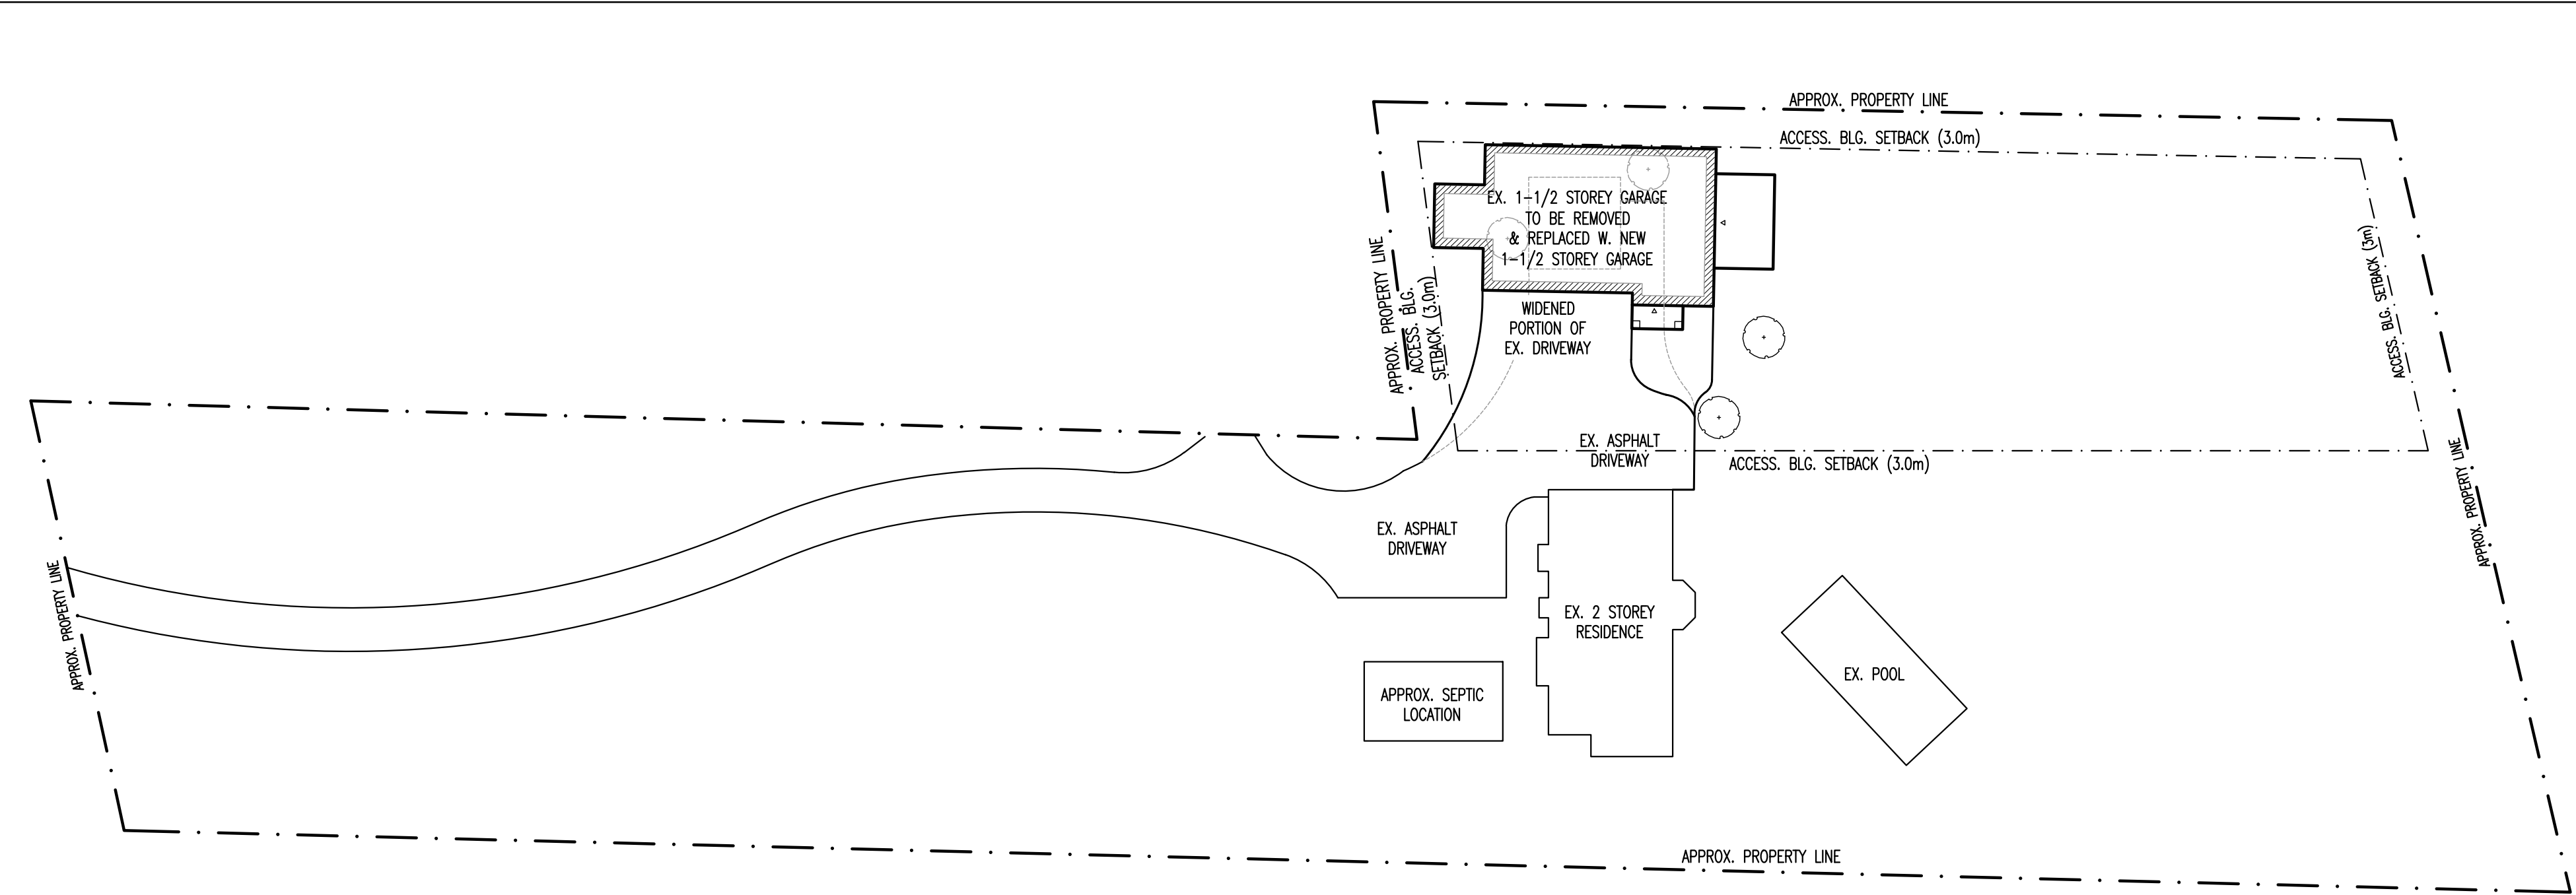 APPROX. PROPERTY LINE
ACCESS. BLG. SETBACK (3.0m)
EX. 1-1/2 STOREY GARAGE
TO BE REMOVED
& REPLACED W. NEW
1-1/2 STOREY GARAGE
APPROX. PROPERTY LINE
ACCESS. BLG.
SETBACK (3.0m)
WIDENED
PORTION OF
EX. DRIVEWAY
ACCESS. BLG. SETBACK (3m)
EX. ASPHALT
DRIVEWAY
ACCESS. BLG. SETBACK (3.0m)
APPROX. PROPERTY LINE
EX. ASPHALT
DRIVEWAY
APPROX. PROPERTY LINE
EX. 2 STOREY
RESIDENCE
EX. POOL
APPROX. SEPTIC
LOCATION
APPROX. PROPERTY LINE